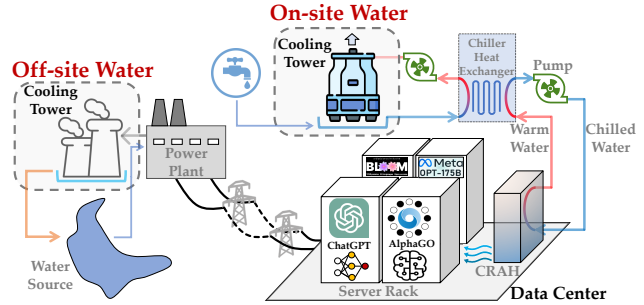 On-site Water
Cooling
Tower
Chiller
Heat
Exchanger
Pump
Off-site Water
Cooling
Tower
Power
Plant
Warm
Water
Chilled
Water
BLOOM
Meta
OPT-175B
ChatGPT
AlphaGO
Water
Source
Server Rack
CRAH
Data Center